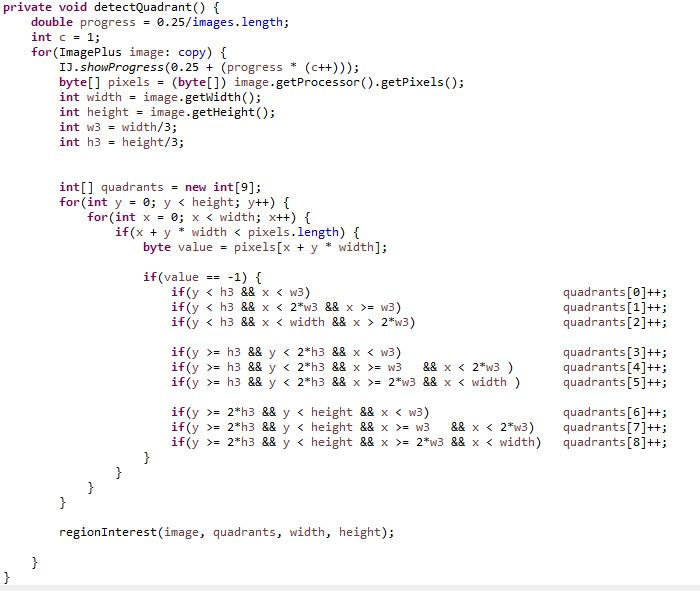 private void detectQuadrant() {
    double progress = 0.25/images.length;
    int c = 1;
    for(ImagePlus image: copy) {
        IJ.showProgress(0.25 + (progress * (c++)));
        byte[] pixels = (byte[]) image.getProcessor().getPixels();
        int width = image.getWidth();
        int height = image.getHeight();
        int w3 = width/3;
        int h3 = height/3;


        int[] quadrants = new int[9];
        for(int y = 0; y < height; y++) {
            for(int x = 0; x < width; x++) {
                if(x + y * width < pixels.length) {
                    byte value = pixels[x + y * width];

                    if(value == -1) {
                        if(y < h3 && x < w3)                                    quadrants[0]++;
                        if(y < h3 && x < 2*w3 && x >= w3)                       quadrants[1]++;
                        if(y < h3 && x < width && x > 2*w3)                     quadrants[2]++;

                        if(y >= h3 && y < 2*h3 && x < w3)                       quadrants[3]++;
                        if(y >= h3 && y < 2*h3 && x >= w3   && x < 2*w3 )       quadrants[4]++;
                        if(y >= h3 && y < 2*h3 && x >= 2*w3 && x < width )      quadrants[5]++;

                        if(y >= 2*h3 && y < height && x < w3)                   quadrants[6]++;
                        if(y >= 2*h3 && y < height && x >= w3   && x < 2*w3)    quadrants[7]++;
                        if(y >= 2*h3 && y < height && x >= 2*w3 && x < width)   quadrants[8]++;
                    }
                }
            }
        }

        regionInterest(image, quadrants, width, height);

    }
}